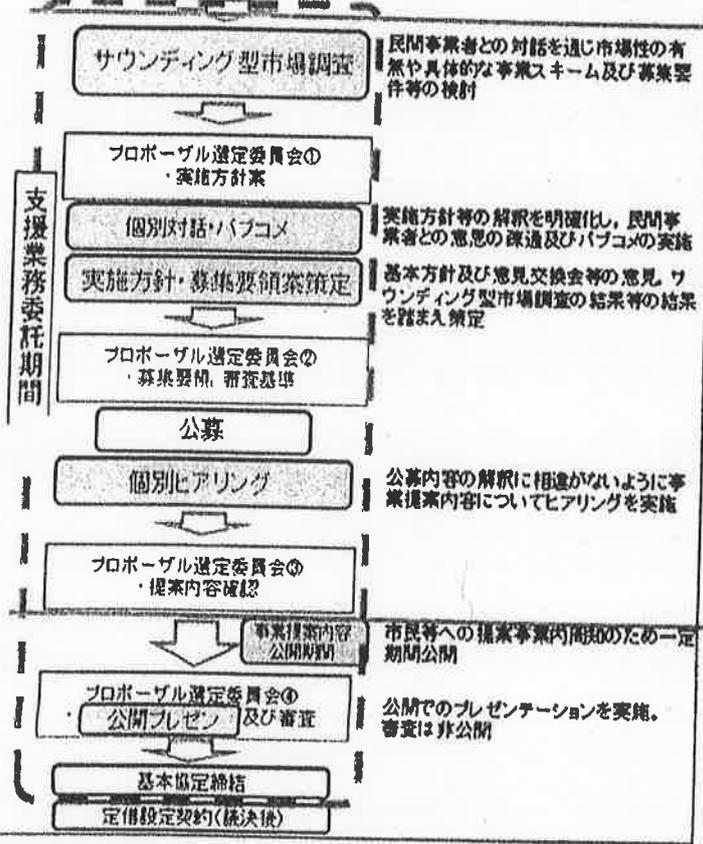 サウンディング型市場調査
民間事業者との対話を通じ市場性の有
無や具体的な事業スキーム及び募集要
件等の検討
プロポーザル選定委員会①
・実施方針案
支援業務委託期間
個別対話・パブコメ
実施方針等の解釈を明確化し，民間事
業者との意思の疎通及びパブコメの実施
実施方針・募集要領案策定
基本方針及び意見交換会等の意見，サ
ウンディング型市場調査の結果等の結果
を踏まえ策定
プロポーザル選定委員会②
・募集要領，審査基準
公募
個別ヒアリング
公募内容の解釈に相違がないように事
業提案内容についてヒアリングを実施
プロポーザル選定委員会③
・提案内容確認
事業提案内容
公開期間
市民等への提案事業内周知のため一定
期間公開
プロポーザル選定委員会④
・公開プレゼン及び審査
公開でのプレゼンテーションを実施。
審査は非公開
基本協定締結
定借設定契約(議決後)